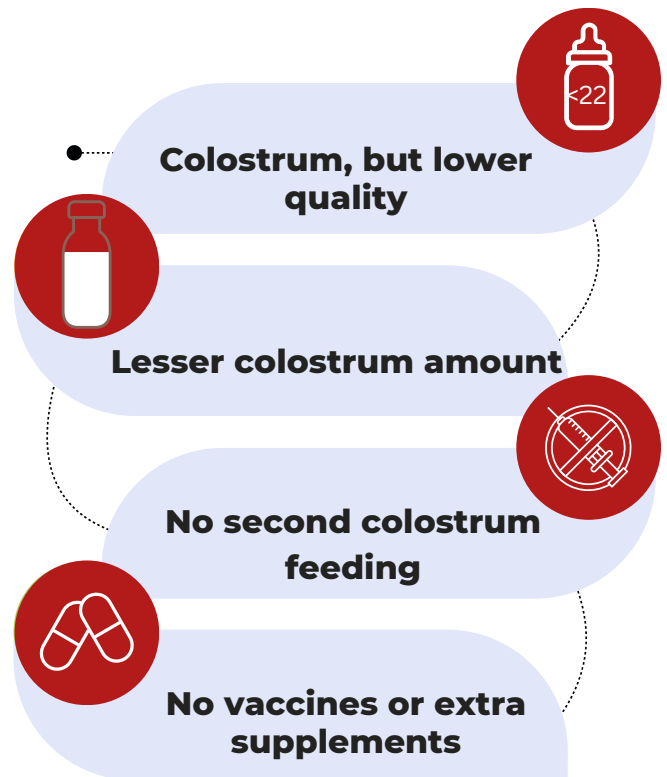 <22
Colostrum, but lower
quality
Lesser colostrum amount
No second colostrum
feeding
No vaccines or extra
supplements